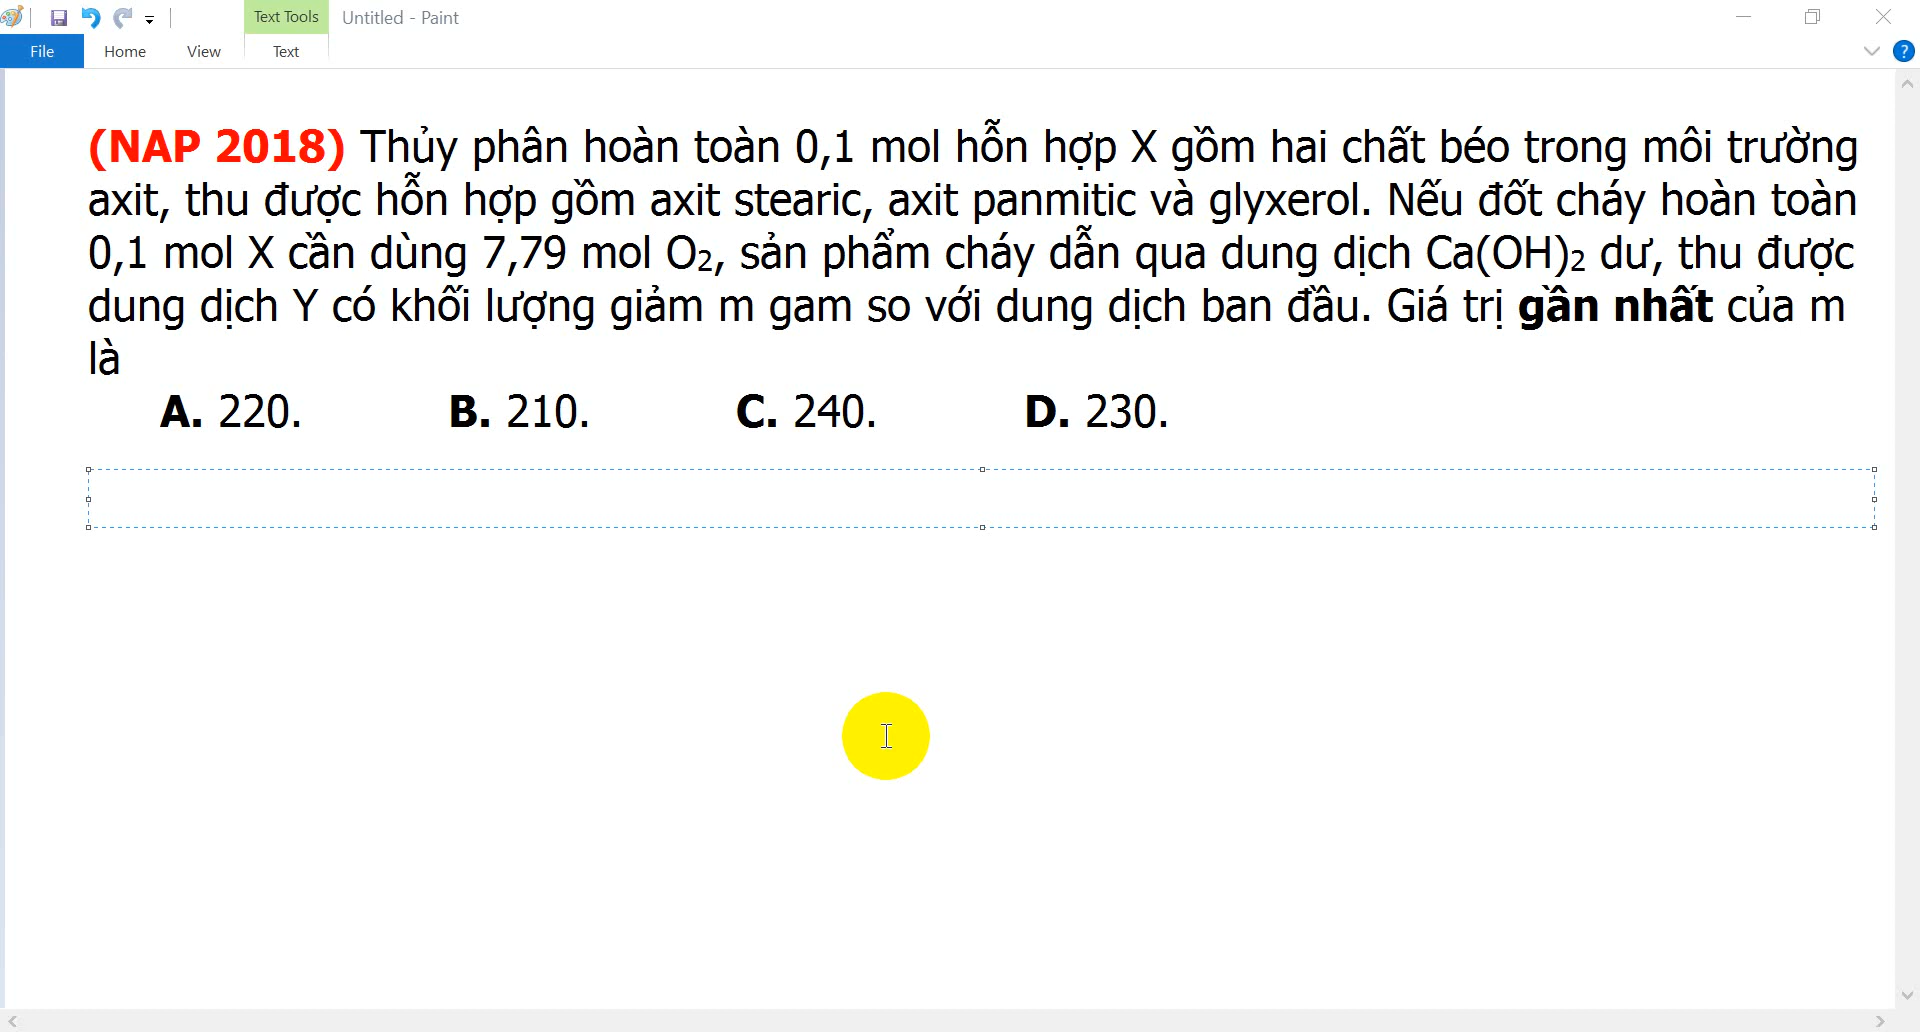 Text Tools
Untitled - Paint
File
Home
View
Text
?
(NAP 2018) Thủy phân hoàn toàn 0,1 mol hỗn hợp X gồm hai chất béo trong môi trường
axit, thu được hỗn hợp gồm axit stearic, axit panmitic và glyxerol. Nếu đốt cháy hoàn toàn
0,1 mol X cần dùng 7,79 mol O₂, sản phẩm cháy dẫn qua dung dịch Ca(OH)₂ dư, thu được
dung dịch Y có khối lượng giảm m gam so với dung dịch ban đầu. Giá trị gần nhất của m
là
A. 220. B. 210. C. 240. D. 230.